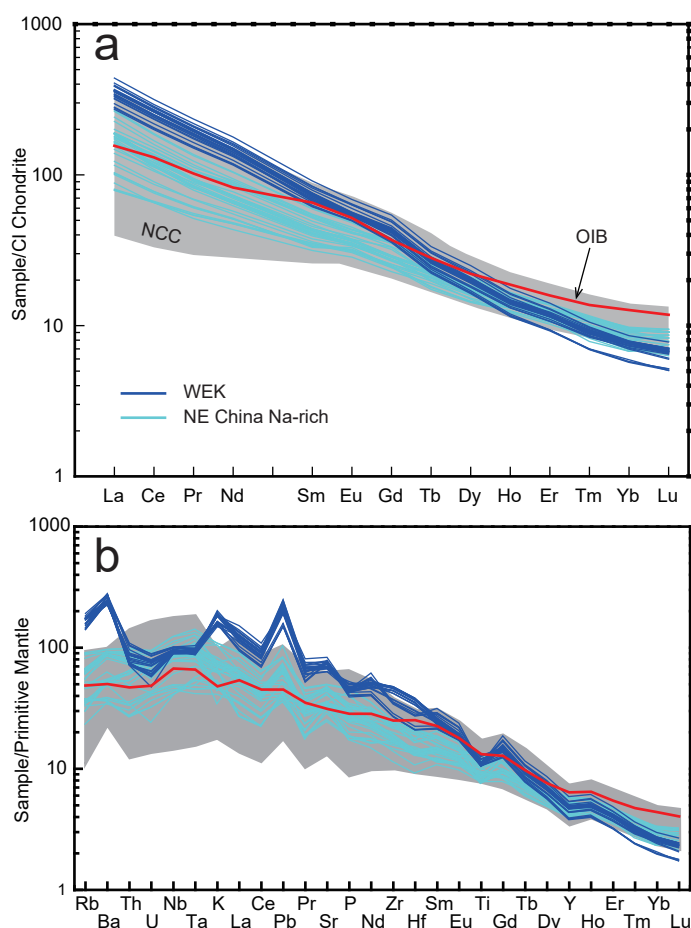 1000
a
100
10
1
Sample/CI Chondrite
NCC
OIB
WEK
NE China Na-rich
La Ce Pr Nd Sm Eu Gd Tb Dy Ho Er Tm Yb Lu
1000
b
100
10
1
Sample/Primitive Mantle
Rb Th Nb K Ce Pr P Zr Sm Ti Tb Y Er Yb
Ba U Ta La Pb Sr Nd Hf Eu Gd Dy Ho Tm Lu